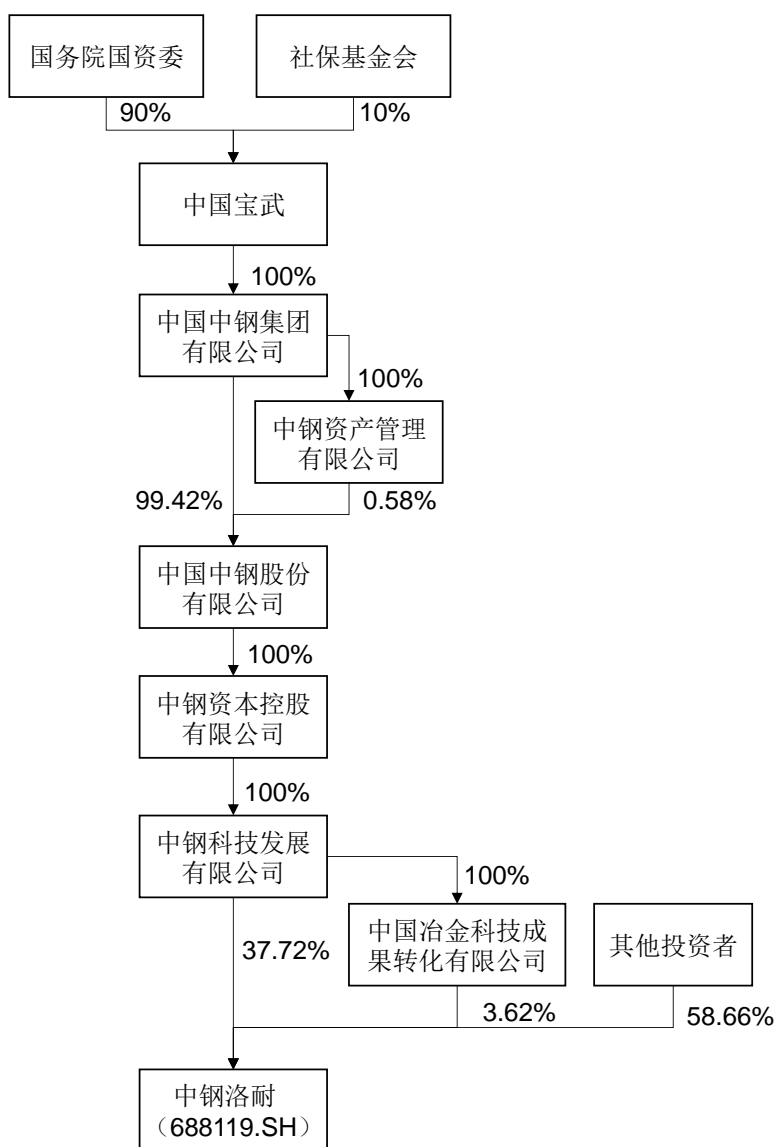 国务院国资委
社保基金会
90%
10%
中国宝武
100%
中国中钢集团
有限公司
100%
中钢资产管理
有限公司
99.42%
0.58%
中国中钢股份
有限公司
100%
中钢资本控股
有限公司
100%
中钢科技发展
有限公司
100%
37.72%
中国冶金科技成
果转化有限公司
其他投资者
3.62%
58.66%
中钢洛耐
（688119.SH）